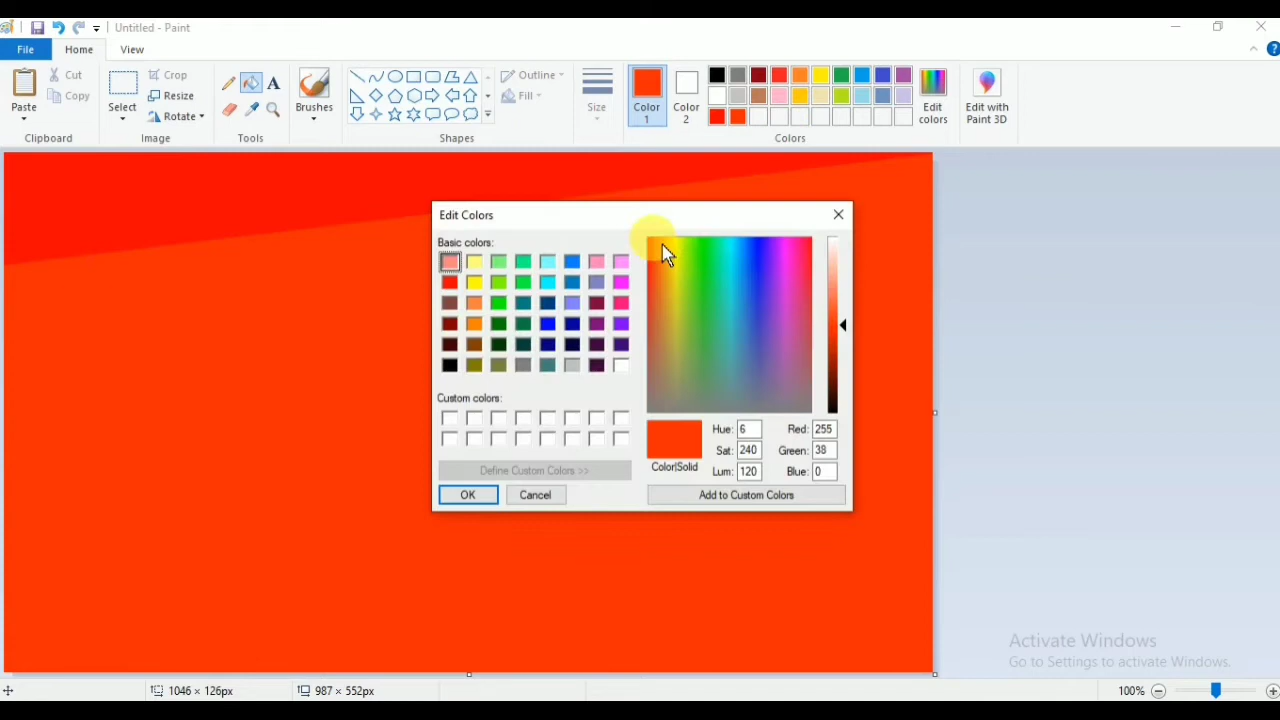 Untitled - Paint
File Home View
Paste
Cut
Copy
Clipboard
Select
Crop
Resize
Rotate
Image
A
Tools
Brushes
Outline
Fill
Shapes
Size
Color 1
Color 2
Colors
Edit colors
Edit with Paint 3D
?
Edit Colors
Basic colors:
Custom colors:
Define Custom Colors >>
OK Cancel
Color|Solid
Hue: 6 Red: 255
Sat: 240 Green: 38
Lum: 120 Blue: 0
Add to Custom Colors
Activate Windows
Go to Settings to activate Windows.
1046 × 126px 987 × 552px 100%